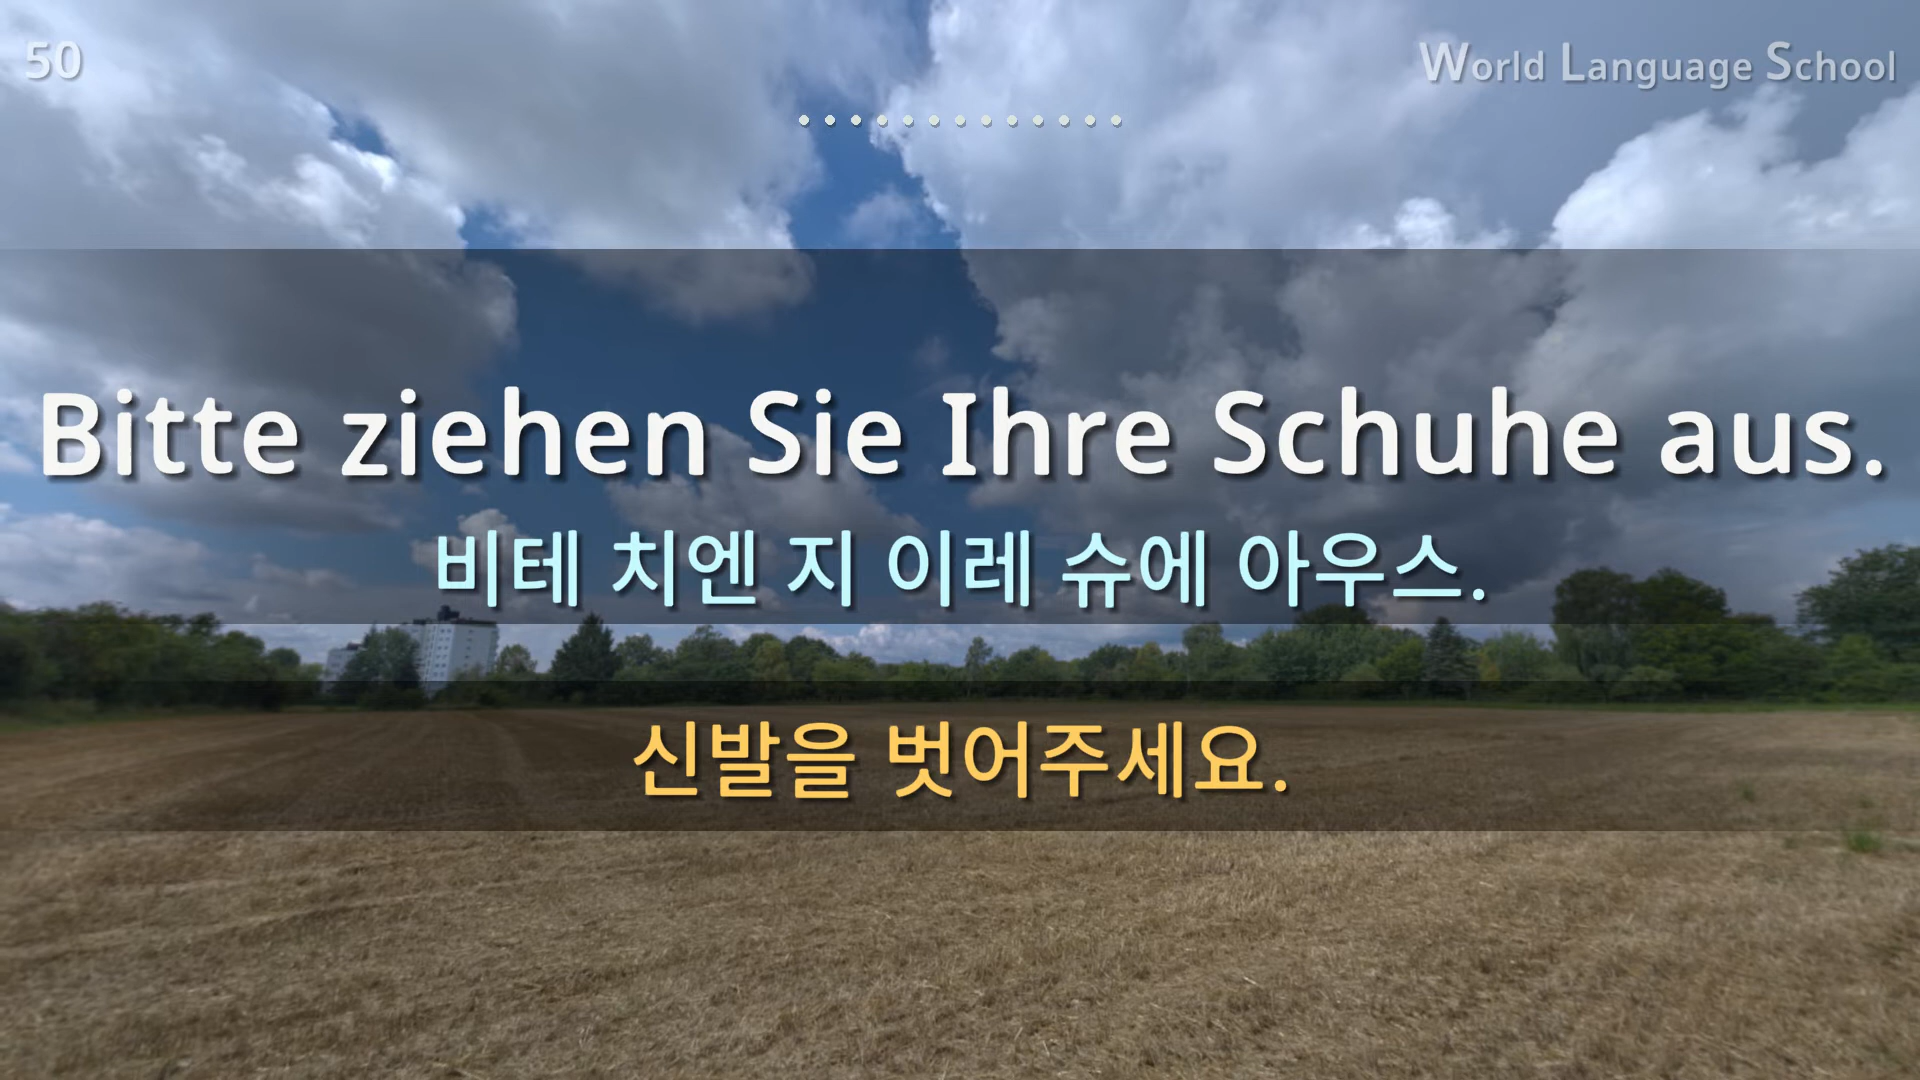 50
World Language School
Bitte ziehen Sie Ihre Schuhe aus.
비테 치엔 지 이레 슈에 아우스.
신발을 벗어주세요.